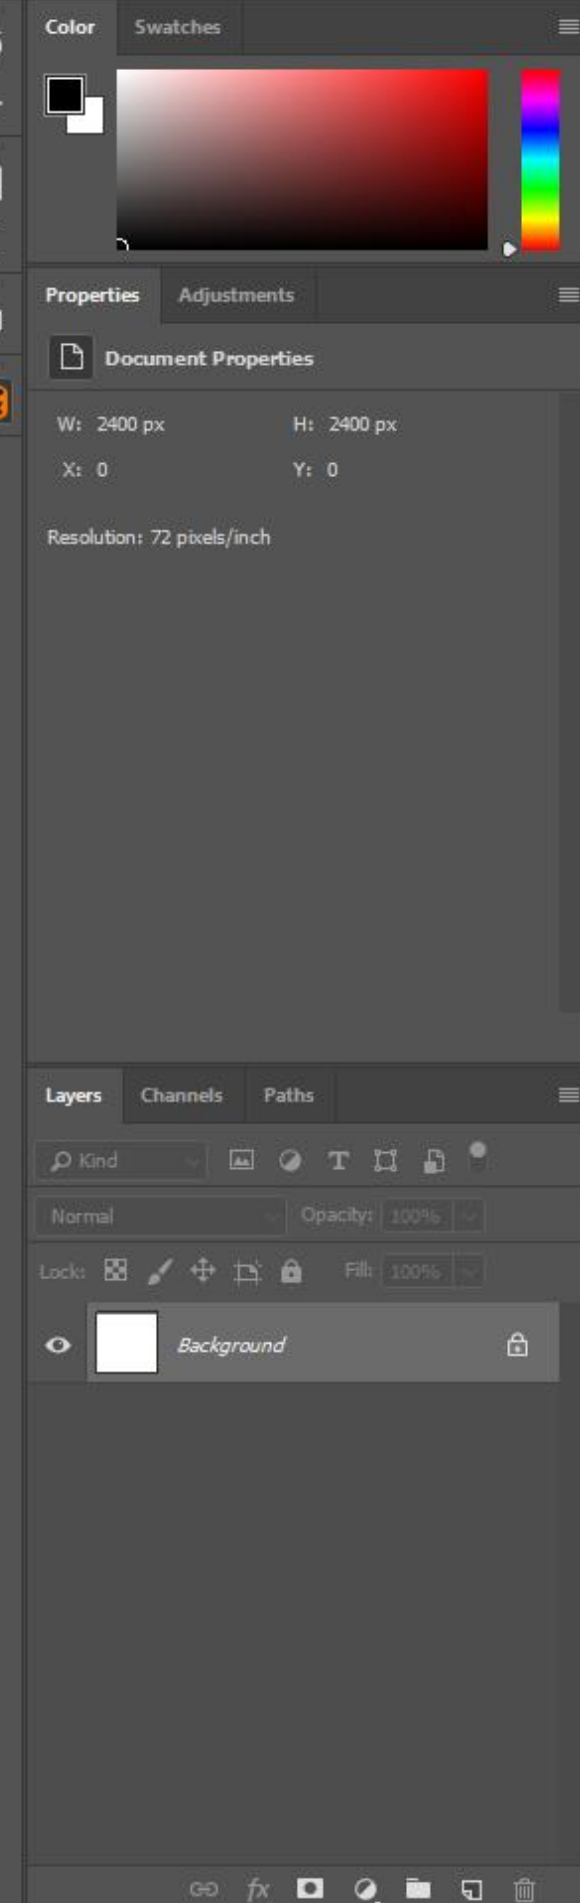 Color Swatches
Properties Adjustments
Document Properties
W: 2400 px H: 2400 px
X: 0 Y: 0
Resolution: 72 pixels/inch
Layers Channels Paths
Kind T
Normal Opacity: 100%
Lock: Fill: 100%
Background
fx